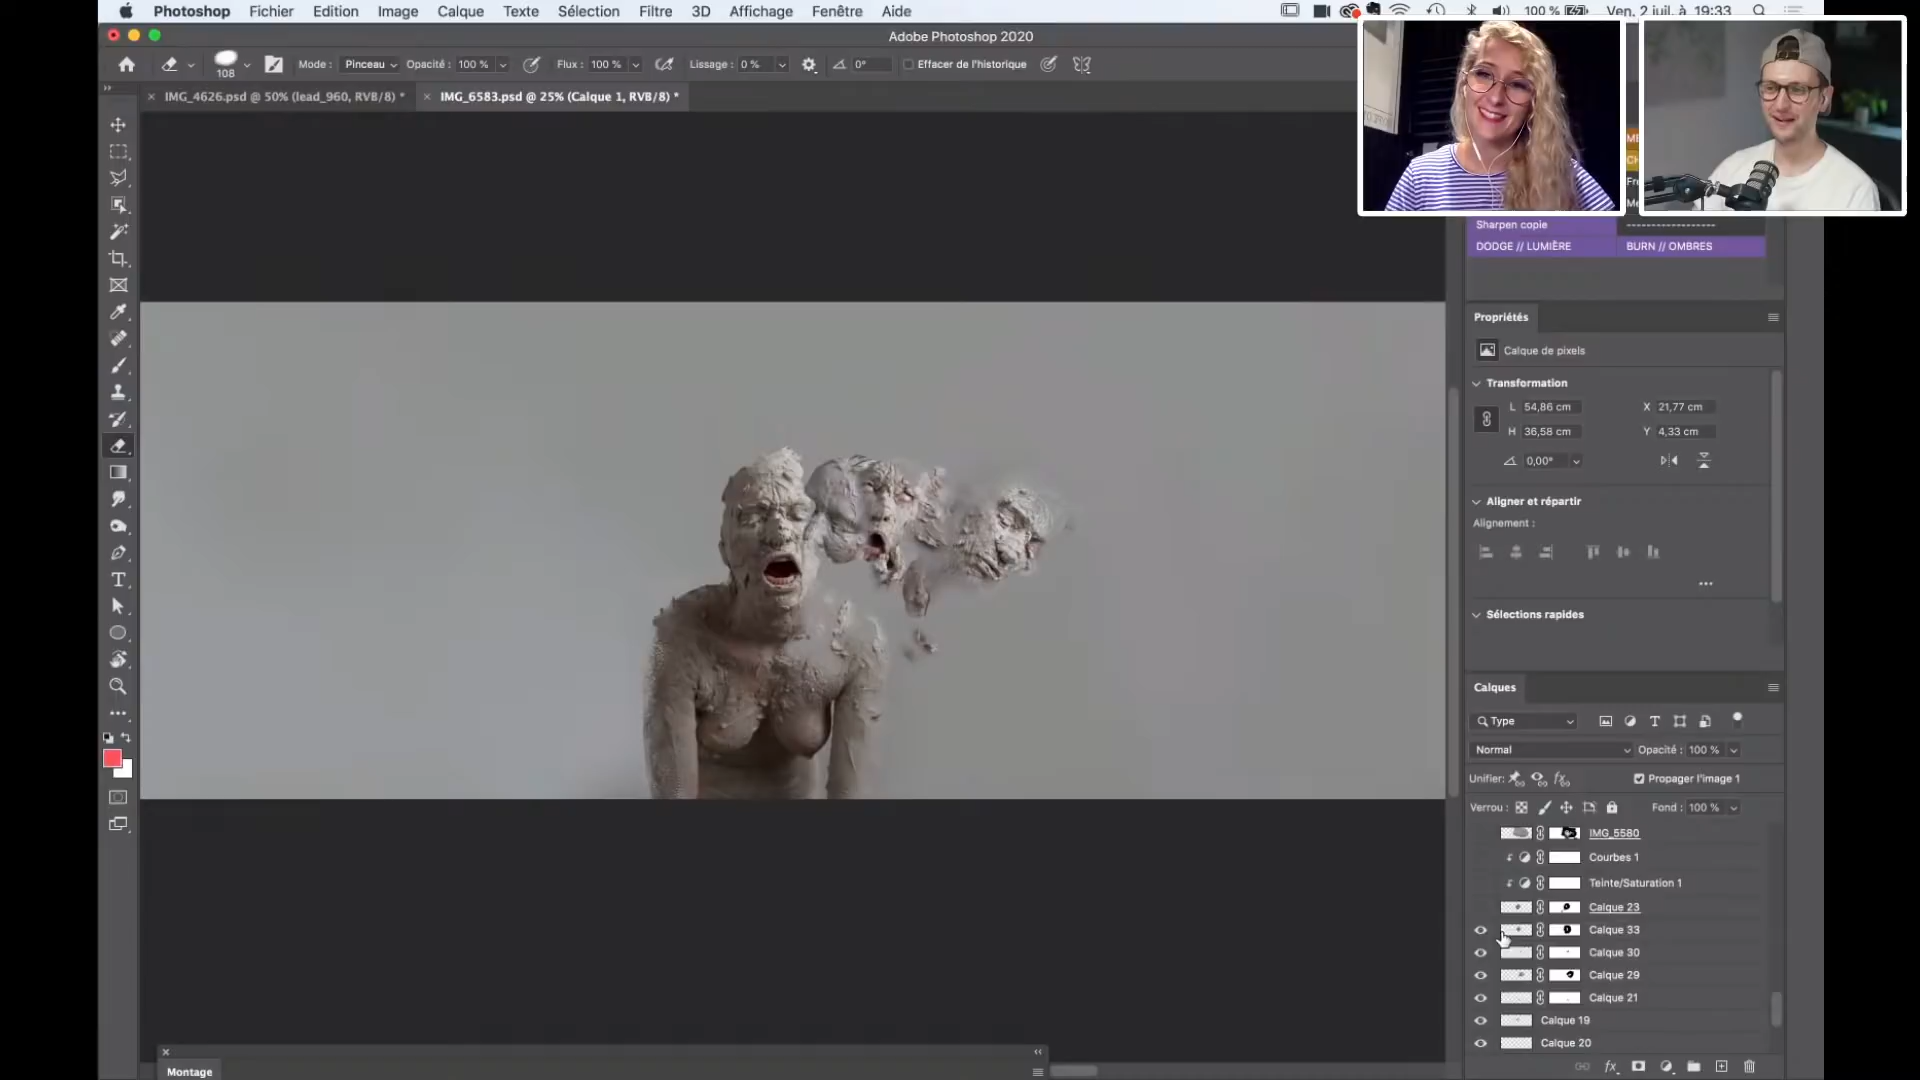 Photoshop Fichier Edition Image Calque Texte Sélection Filtre 3D Affichage Fenêtre Aide 100 % Ven. 2 juil. à 19:33
Adobe Photoshop 2020
108 Mode : Pinceau Opacité : 100 % Flux : 100 % Lissage : 0 % 0° Effacer de l'historique
IMG_4626.psd @ 50% (lead_960, RVB/8) * IMG_6583.psd @ 25% (Calque 1, RVB/8) *
Sharpen copie ------------------
DODGE // LUMIÈRE BURN // OMBRES
Propriétés
Calque de pixels
Transformation
L 54,86 cm X 21,77 cm
H 36,58 cm Y 4,33 cm
0,00°
Aligner et répartir
Alignement :
Sélections rapides
Calques
Type
Normal Opacité : 100 %
Unifier : Propager l'image 1
Verrou : Fond : 100 %
IMG_5580
Courbes 1
Teinte/Saturation 1
Calque 23
Calque 33
Calque 30
Calque 29
Calque 21
Calque 19
Calque 20
Montage